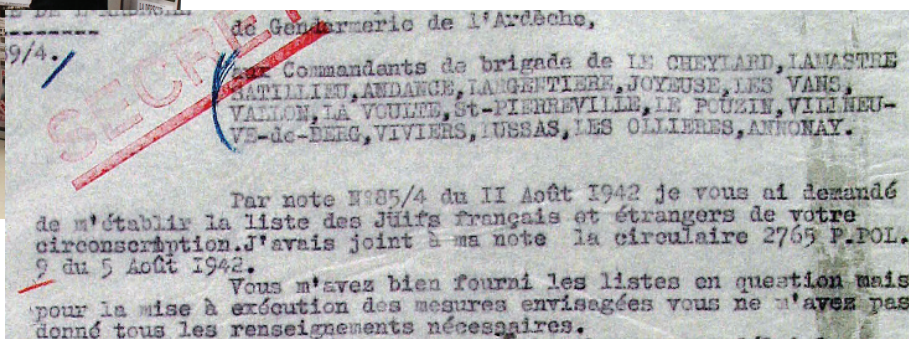 de Gendarmerie de l'Ardèche,
9/4.
SECRET
aux Commandants de brigade de LE CHEYLARD,LAMASTRE
SATILLIEU,ANDANCE,LARGENTIERE,JOYEUSE,LES VANS,
VALLON,LA VOULTE,St-PIERREVILLE,LE POUZIN,VILLNEU-
VE-de-BERG,VIVIERS,LUSSAS,LES OLLIERES,ANNONAY.
Par note N°85/4 du II Août I942 je vous ai demandé
de m'établir la liste des Juifs français et étrangers de votre
circonscription.J'avais joint à ma note la circulaire 2765 P.POL.
9 du 5 Août I942.
Vous m'avez bien fourni les listes en question mais
pour la mise à exécution des mesures envisagées vous ne m'avez pas
donné tous les renseignements nécessaires.